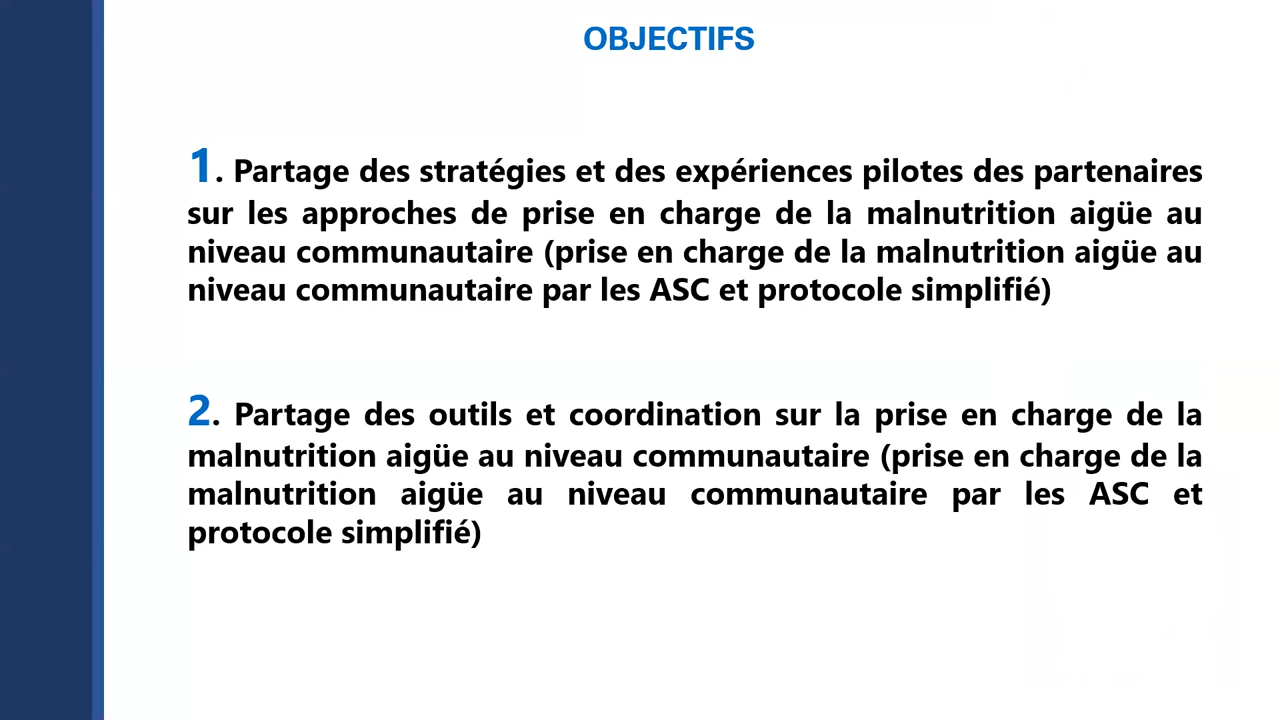 OBJECTIFS
1. Partage des stratégies et des expériences pilotes des partenaires
sur les approches de prise en charge de la malnutrition aigüe au
niveau communautaire (prise en charge de la malnutrition aigüe au
niveau communautaire par les ASC et protocole simplifié)
2. Partage des outils et coordination sur la prise en charge de la
malnutrition aigüe au niveau communautaire (prise en charge de la
malnutrition aigüe au niveau communautaire par les ASC et
protocole simplifié)